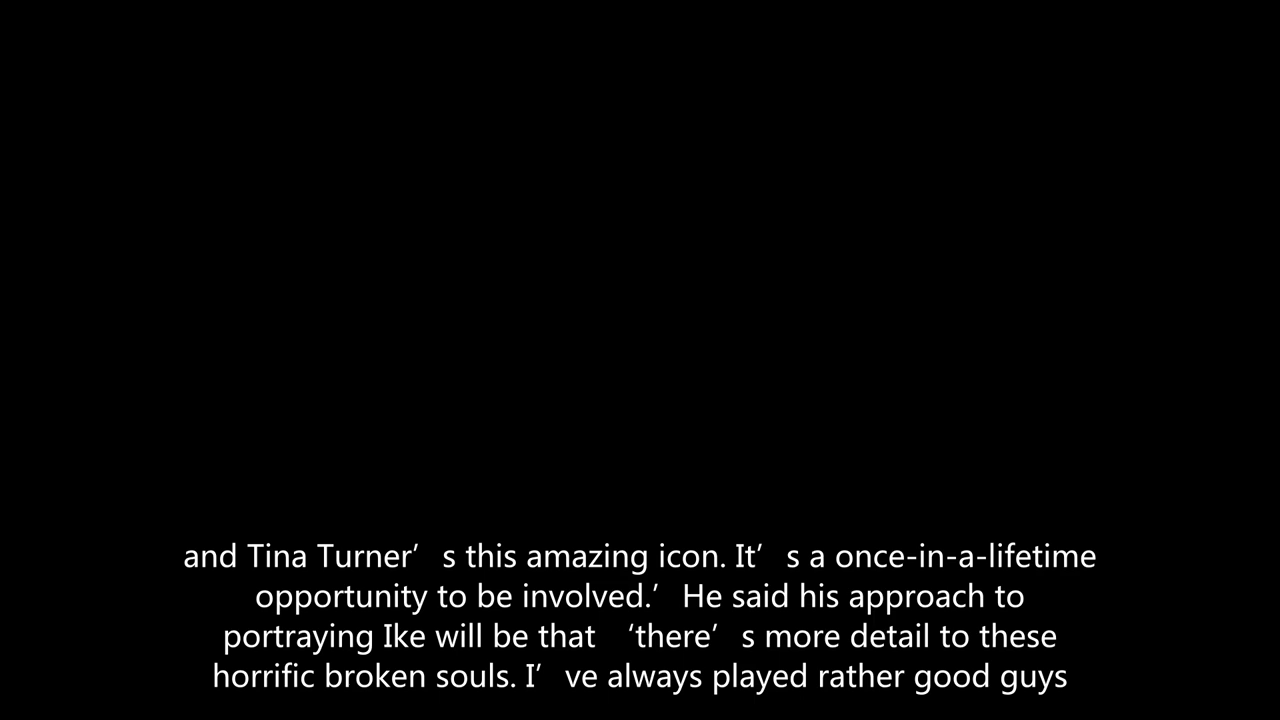 and Tina Turner’s this amazing icon. It’s a once-in-a-lifetime
opportunity to be involved.’ He said his approach to
portraying Ike will be that ‘there’s more detail to these
horrific broken souls. I’ve always played rather good guys